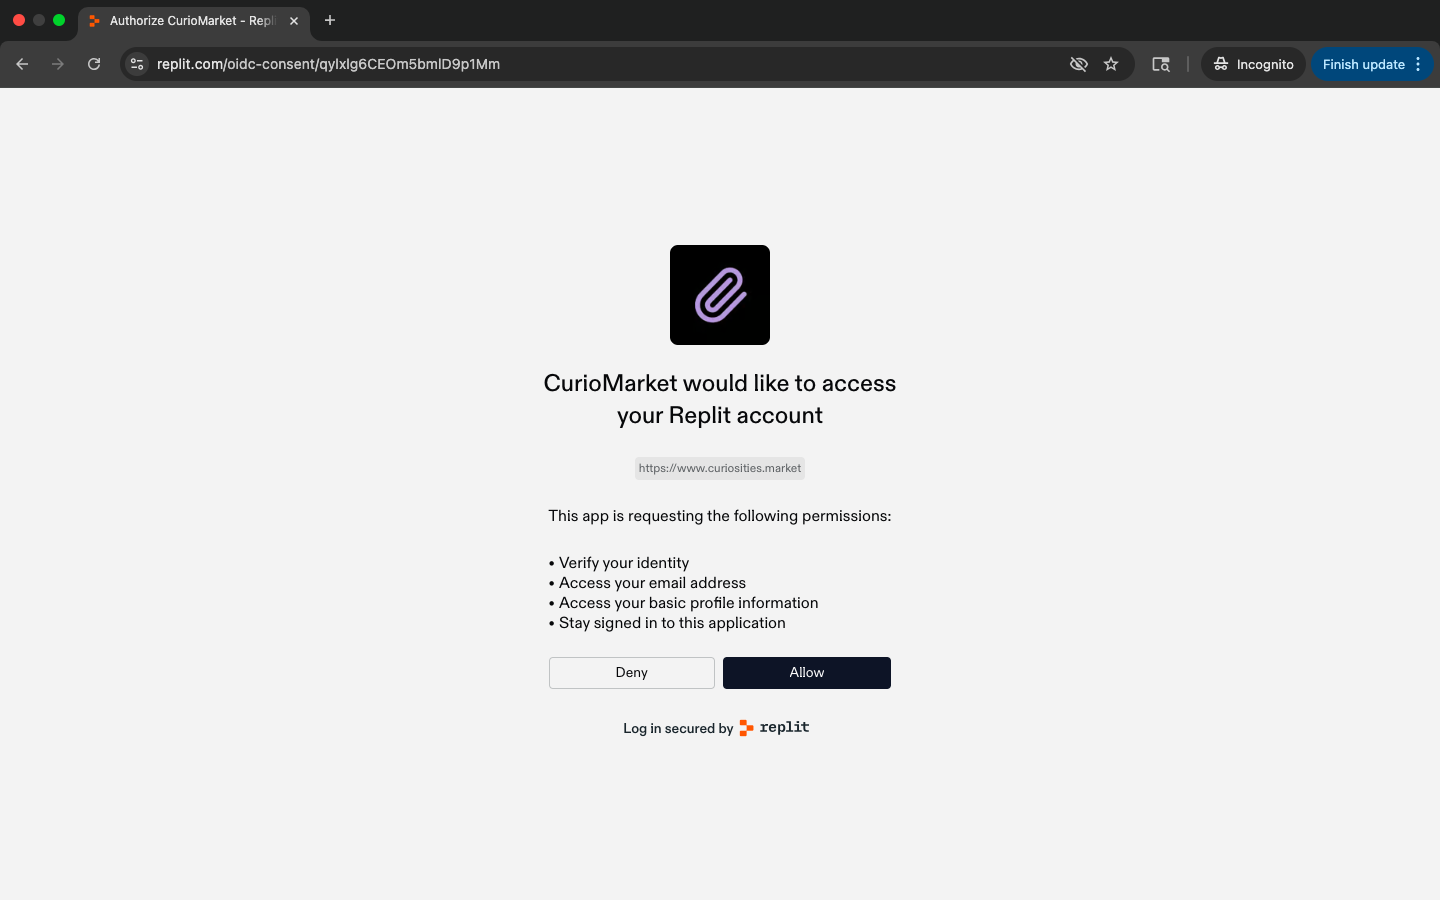 Authorize CurioMarket - Repli
replit.com/oidc-consent/qyIxIg6CEOm5bmID9p1Mm
Incognito
Finish update
CurioMarket would like to access
your Replit account
https://www.curiosities.market
This app is requesting the following permissions:
• Verify your identity
• Access your email address
• Access your basic profile information
• Stay signed in to this application
Deny
Allow
Log in secured by replit